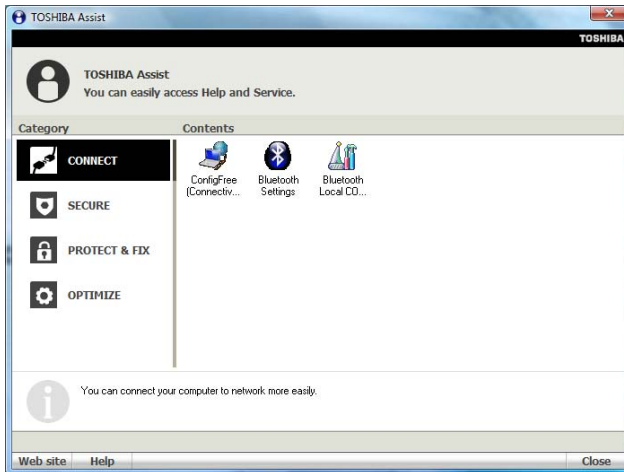 TOSHIBA Assist
TOSHIBA
TOSHIBA Assist
You can easily access Help and Service.
Category
Contents
CONNECT
SECURE
PROTECT & FIX
OPTIMIZE
ConfigFree
(Connectiv...
Bluetooth
Settings
Bluetooth
Local CO...
You can connect your computer to network more easily.
Web site
Help
Close